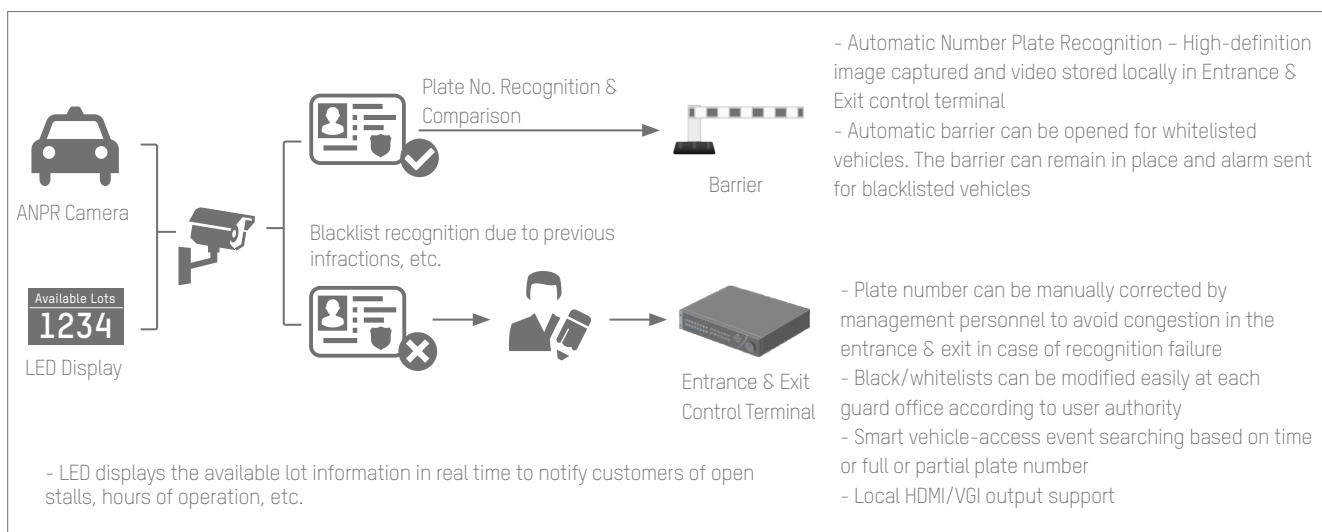 ANPR Camera
Available Lots
1234
LED Display
Plate No. Recognition &
Comparison
Barrier
Blacklist recognition due to previous
infractions, etc.
Entrance & Exit
Control Terminal
- Automatic Number Plate Recognition – High-definition
image captured and video stored locally in Entrance &
Exit control terminal
- Automatic barrier can be opened for whitelisted
vehicles. The barrier can remain in place and alarm sent
for blacklisted vehicles
- Plate number can be manually corrected by
management personnel to avoid congestion in the
entrance & exit in case of recognition failure
- Black/whitelists can be modified easily at each
guard office according to user authority
- Smart vehicle-access event searching based on time
or full or partial plate number
- Local HDMI/VGI output support
- LED displays the available lot information in real time to notify customers of open
stalls, hours of operation, etc.